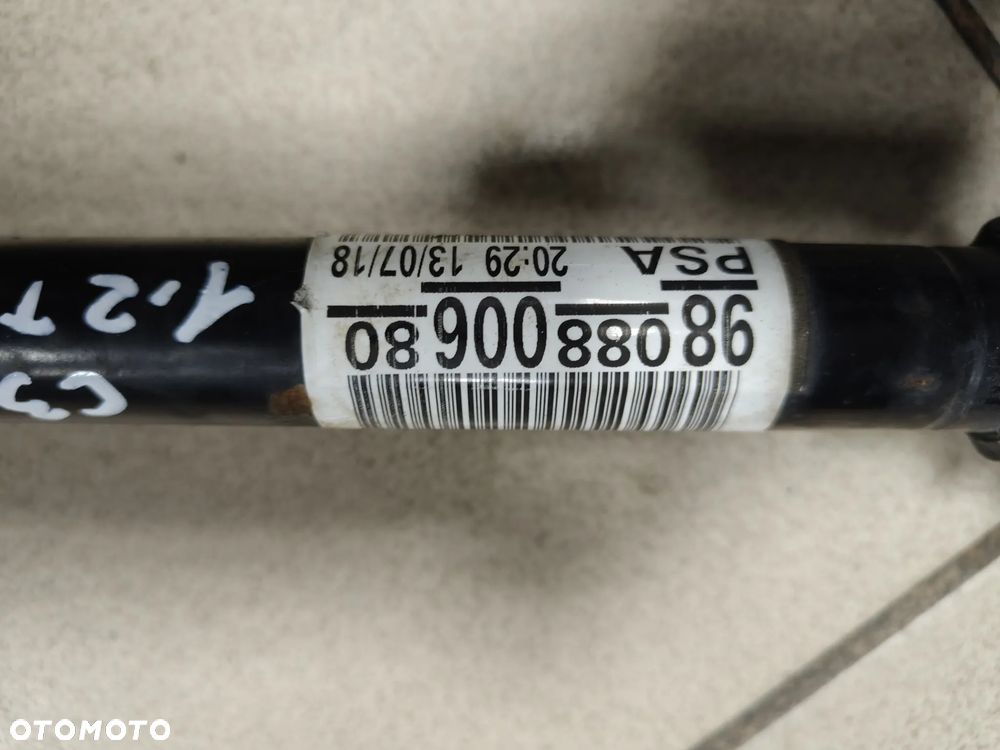 98 088 006 80
PSA 20:29 13/07/18
C3
1.2T
OTOMOTO